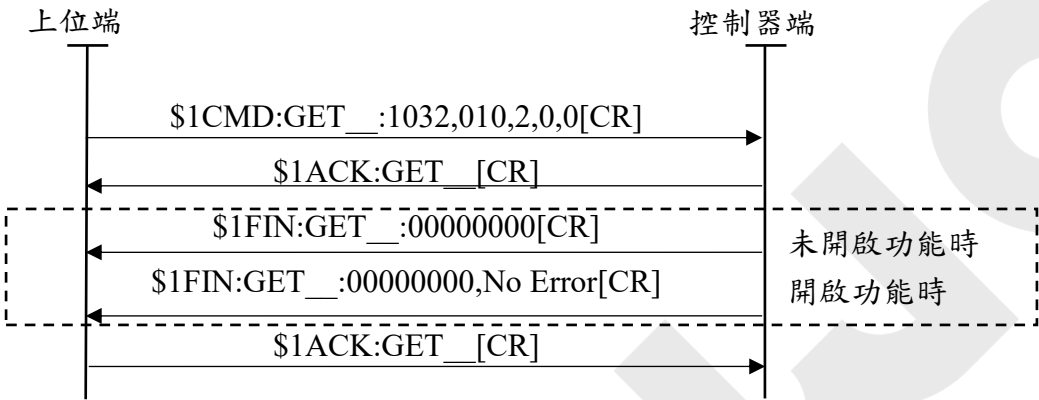 上位端
控制器端
$1CMD:GET__:1032,010,2,0,0[CR]
$1ACK:GET__[CR]
$1FIN:GET__:00000000[CR]
未開啟功能時
$1FIN:GET__:00000000,No Error[CR]
開啟功能時
$1ACK:GET__[CR]